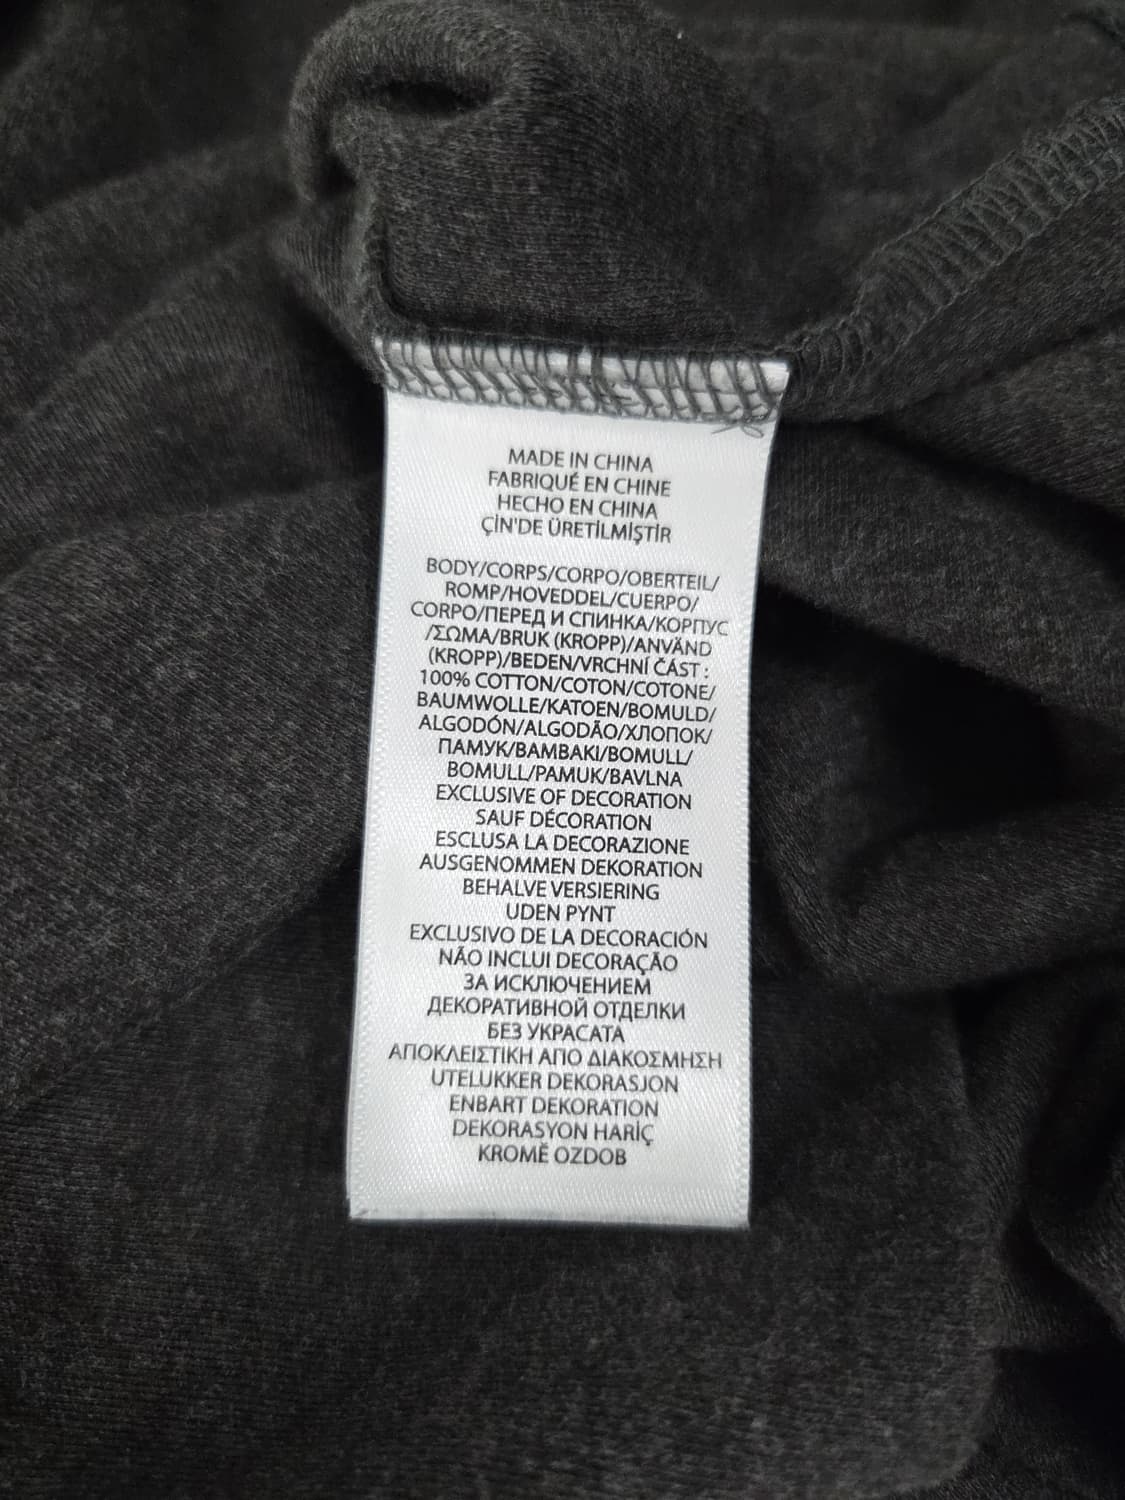 MADE IN CHINA
FABRIQUÉ EN CHINE
HECHO EN CHINA
ÇİN'DE ÜRETİLMİŞTİR
BODY/CORPS/CORPO/OBERTEIL/
ROMP/HOVEDDEL/CUERPO/
CORPO/ПЕРЕД И СПИНКА/КОРПУС
/ΣΩΜΑ/BRUK (KROPP)/ANVÄND
(KROPP)/BEDEN/VRCHNÍ ČÁST :
100% COTTON/COTON/COTONE/
BAUMWOLLE/KATOEN/BOMULD/
ALGODÓN/ALGODÃO/ХЛОПОК/
ПАМУК/BAMBAKI/BOMULL/
BOMULL/PAMUK/BAVLNA
EXCLUSIVE OF DECORATION
SAUF DÉCORATION
ESCLUSA LA DECORAZIONE
AUSGENOMMEN DEKORATION
BEHALVE VERSIERING
UDEN PYNT
EXCLUSIVO DE LA DECORACIÓN
NÃO INCLUI DECORAÇÃO
ЗА ИСКЛЮЧЕНИЕМ
ДЕКОРАТИВНОЙ ОТДЕЛКИ
БЕЗ УКРАСАТА
ΑΠΟΚΛΕΙΣΤΙΚΗ ΑΠΟ ΔΙΑΚΟΣΜΗΣΗ
UTELUKKER DEKORASJON
ENBART DEKORATION
DEKORASYON HARİÇ
KROMĚ OZDOB